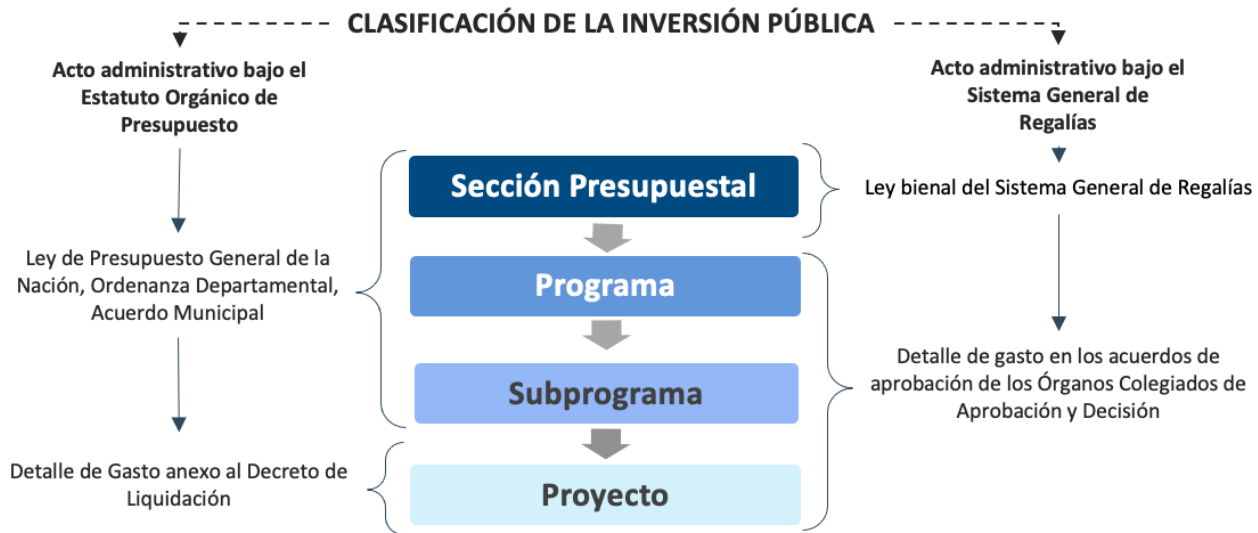 CLASIFICACIÓN DE LA INVERSIÓN PÚBLICA
Acto administrativo bajo el
Estatuto Orgánico de
Presupuesto
Ley de Presupuesto General de la
Nación, Ordenanza Departamental,
Acuerdo Municipal
Detalle de Gasto anexo al Decreto de
Liquidación
Sección Presupuestal
Programa
Subprograma
Proyecto
Acto administrativo bajo el
Sistema General de
Regalías
Ley bienal del Sistema General de Regalías
Detalle de gasto en los acuerdos de
aprobación de los Órganos Colegiados de
Aprobación y Decisión